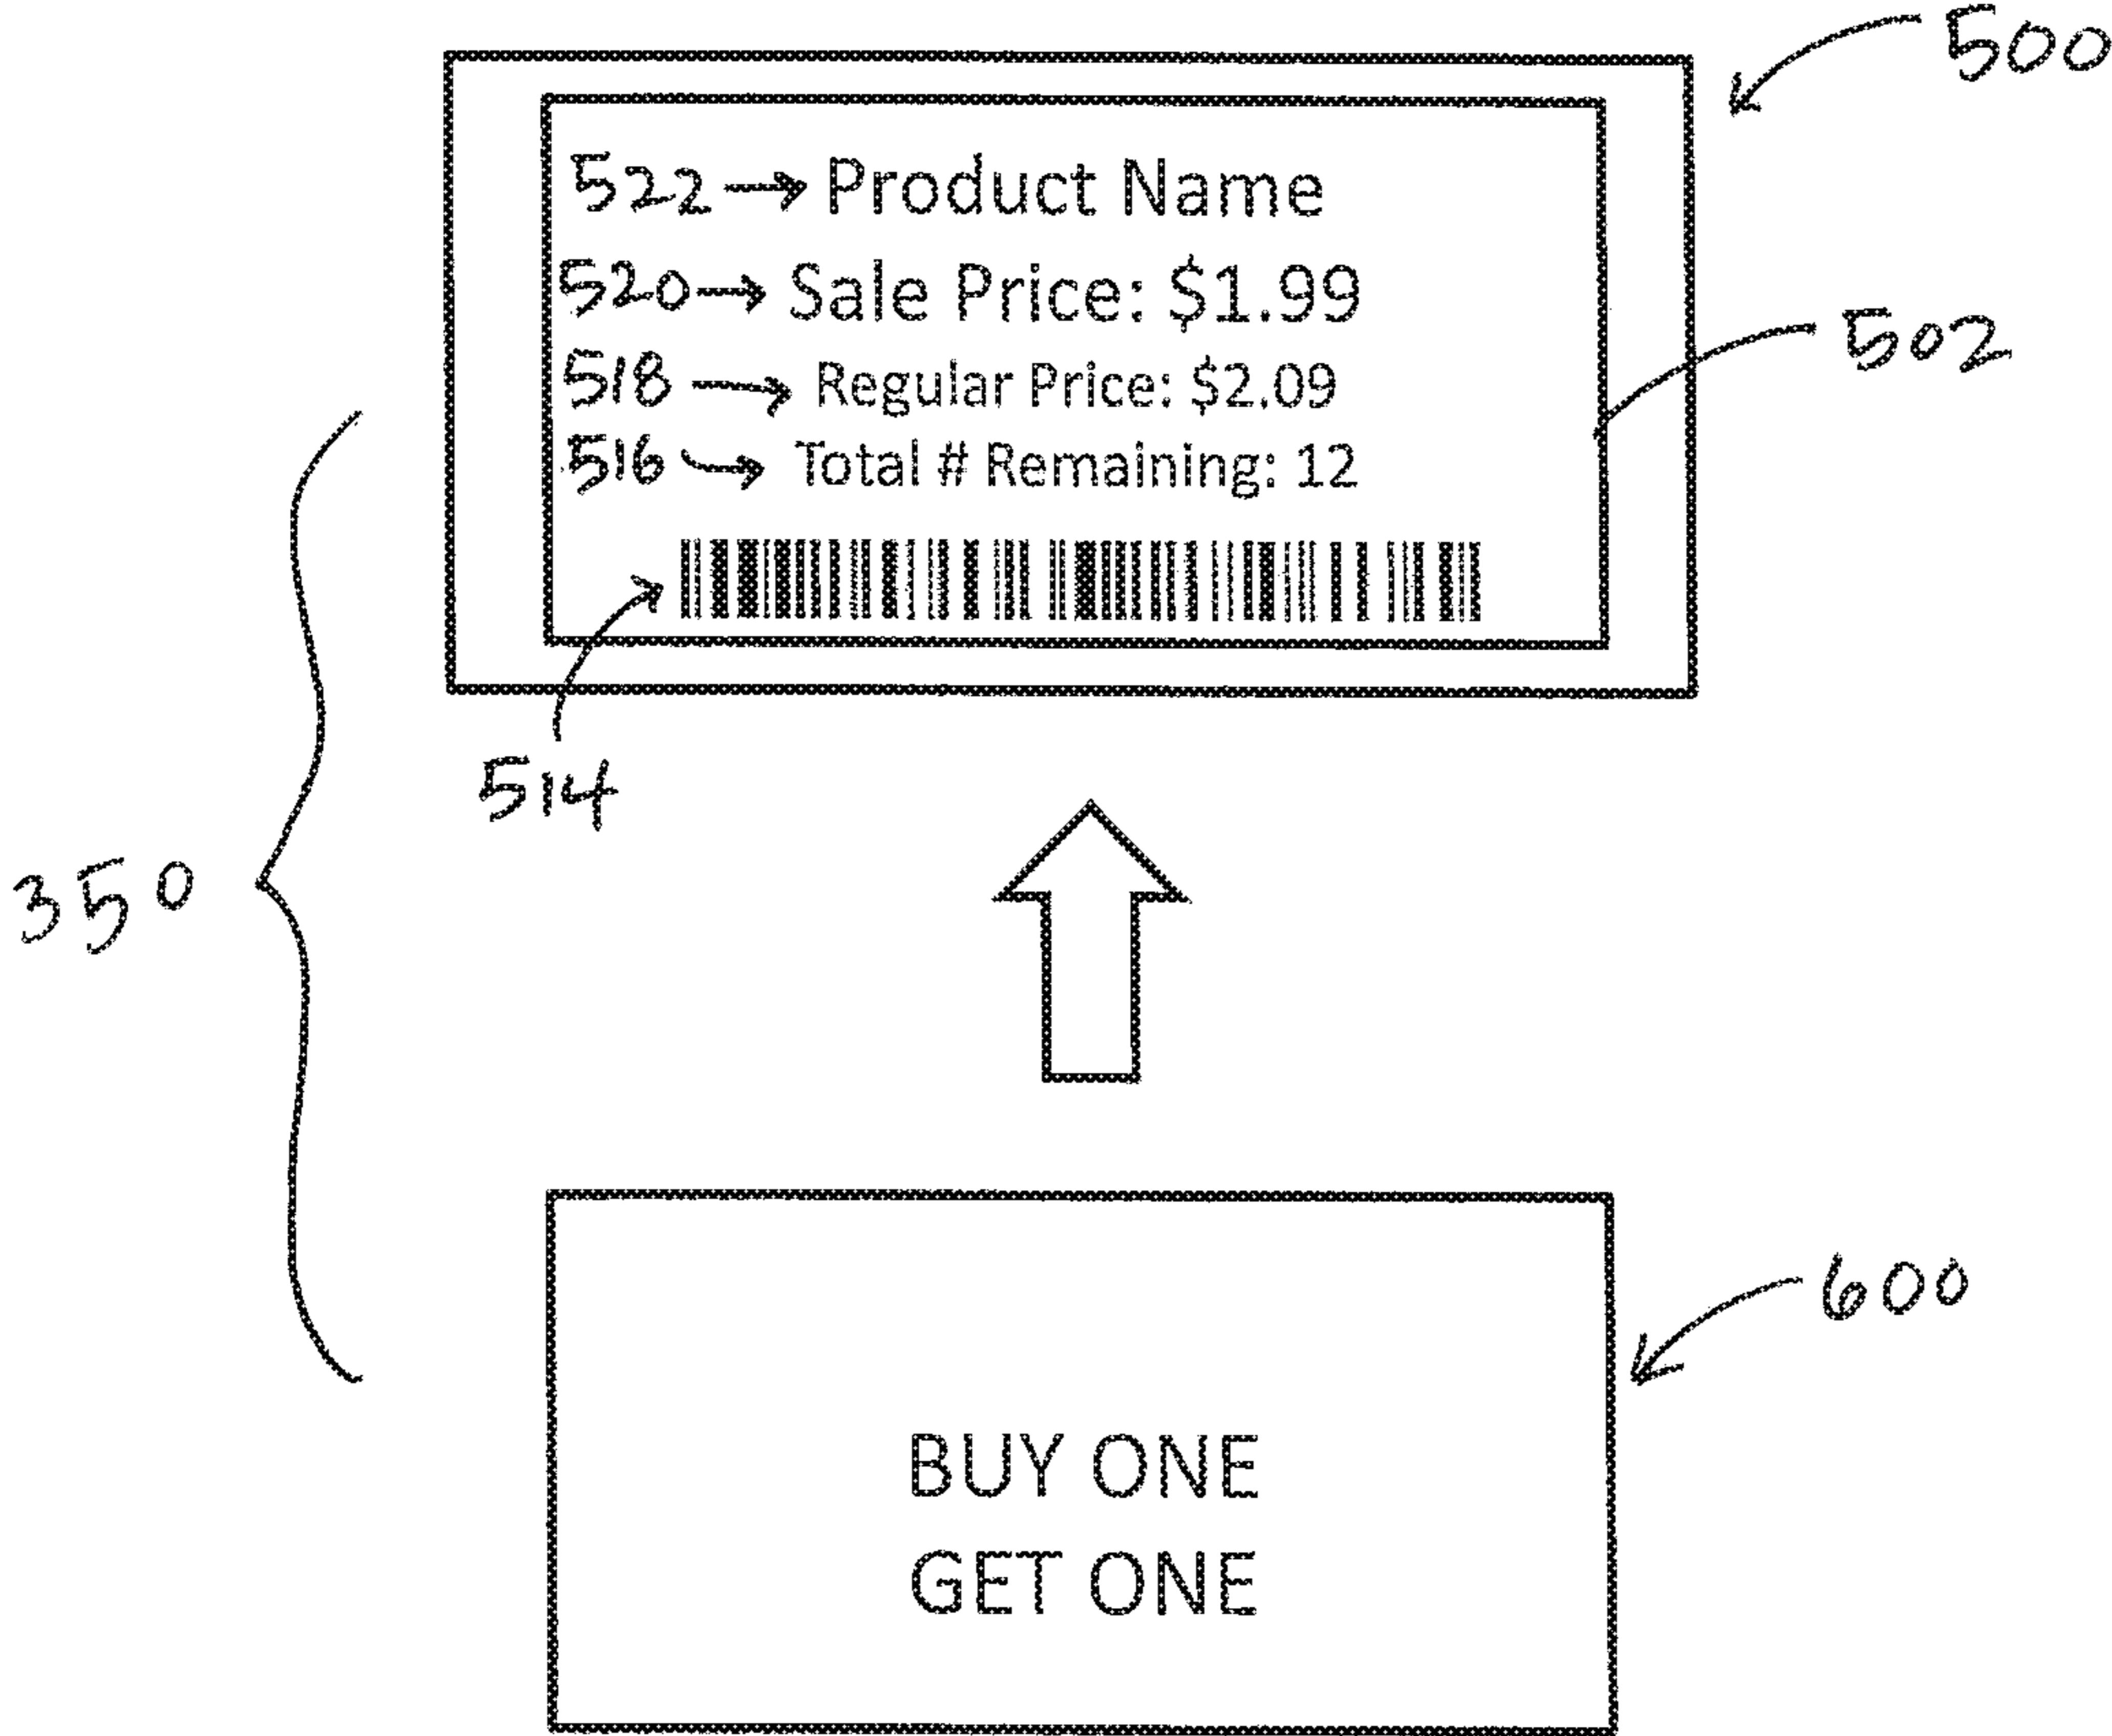 500
522 → Product Name
520 → Sale Price: $1.99
502
518 → Regular Price: $2.09
516 → Total # Remaining: 12
514
350
600
BUY ONE
GET ONE